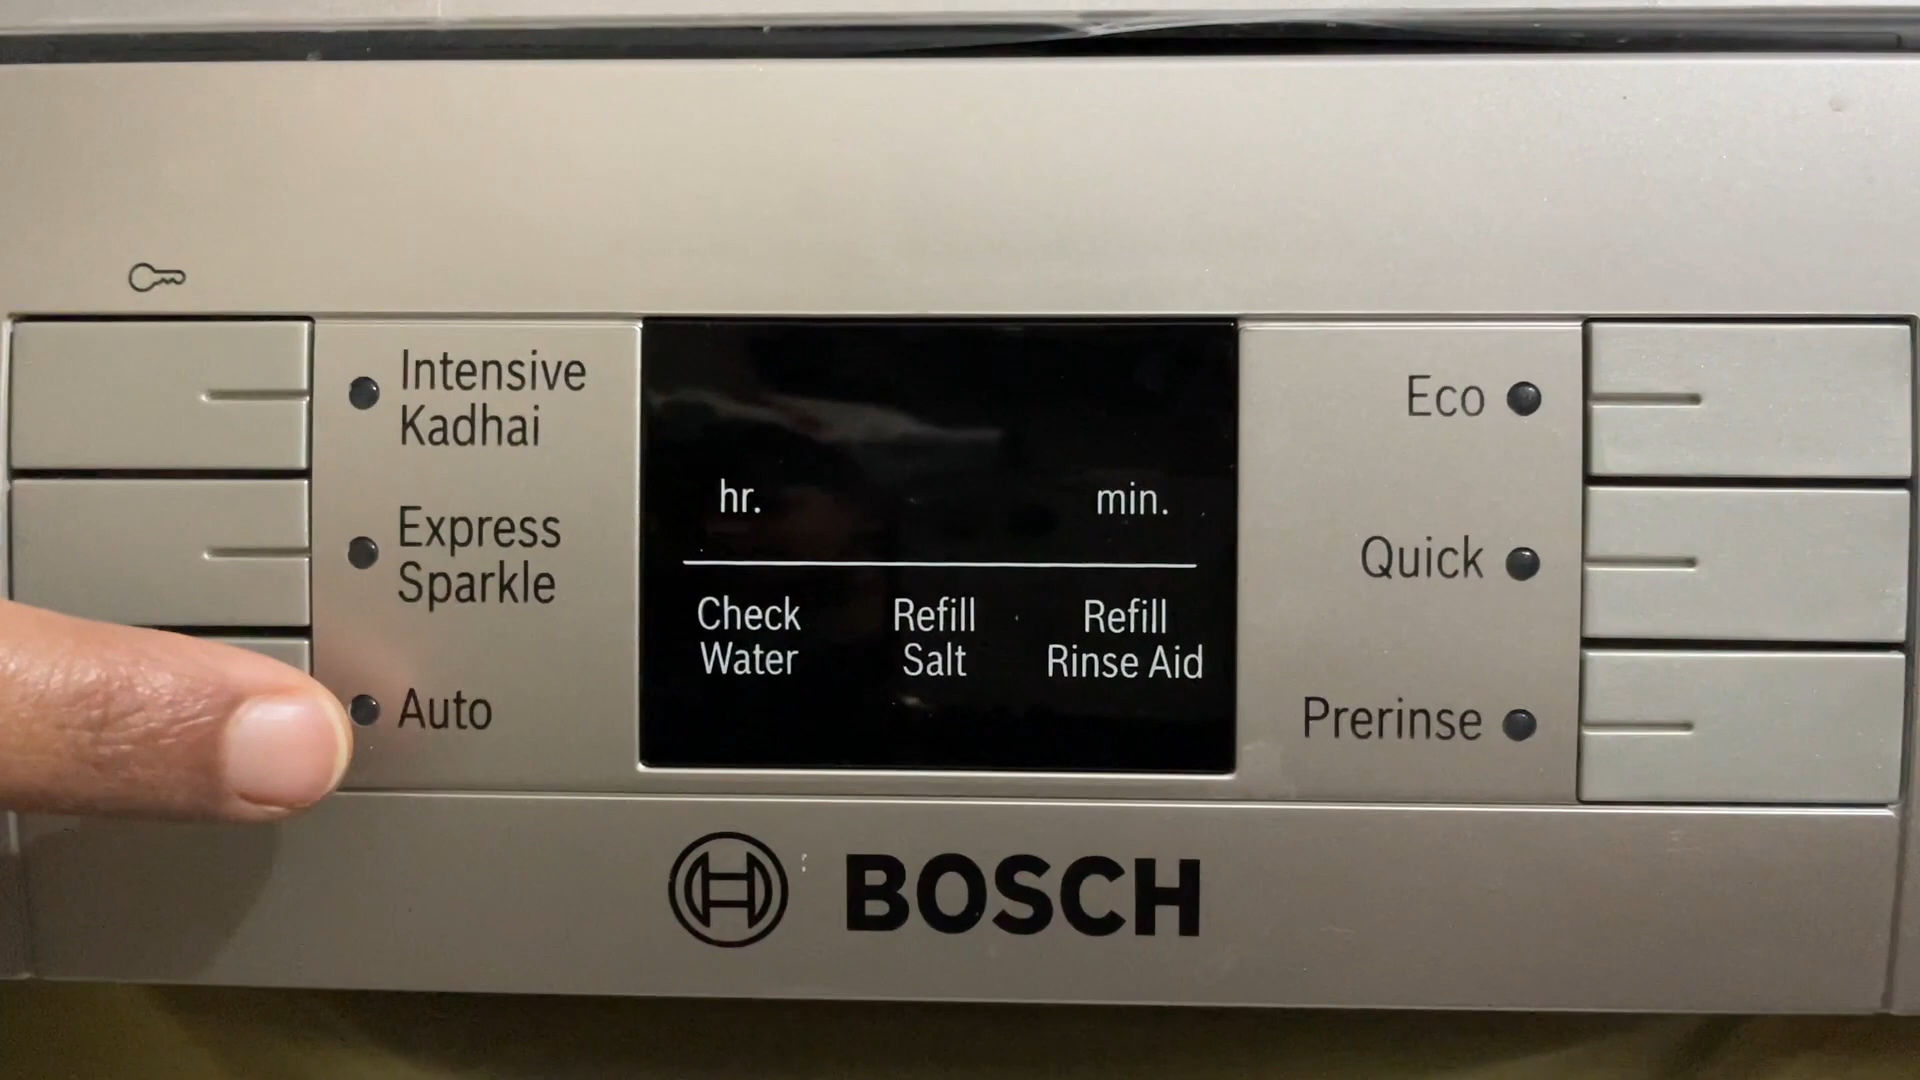 Intensive
Kadhai
Express
Sparkle
Auto
hr. min.
Check
Water
Refill
Salt
Refill
Rinse Aid
Eco
Quick
Prerinse
BOSCH